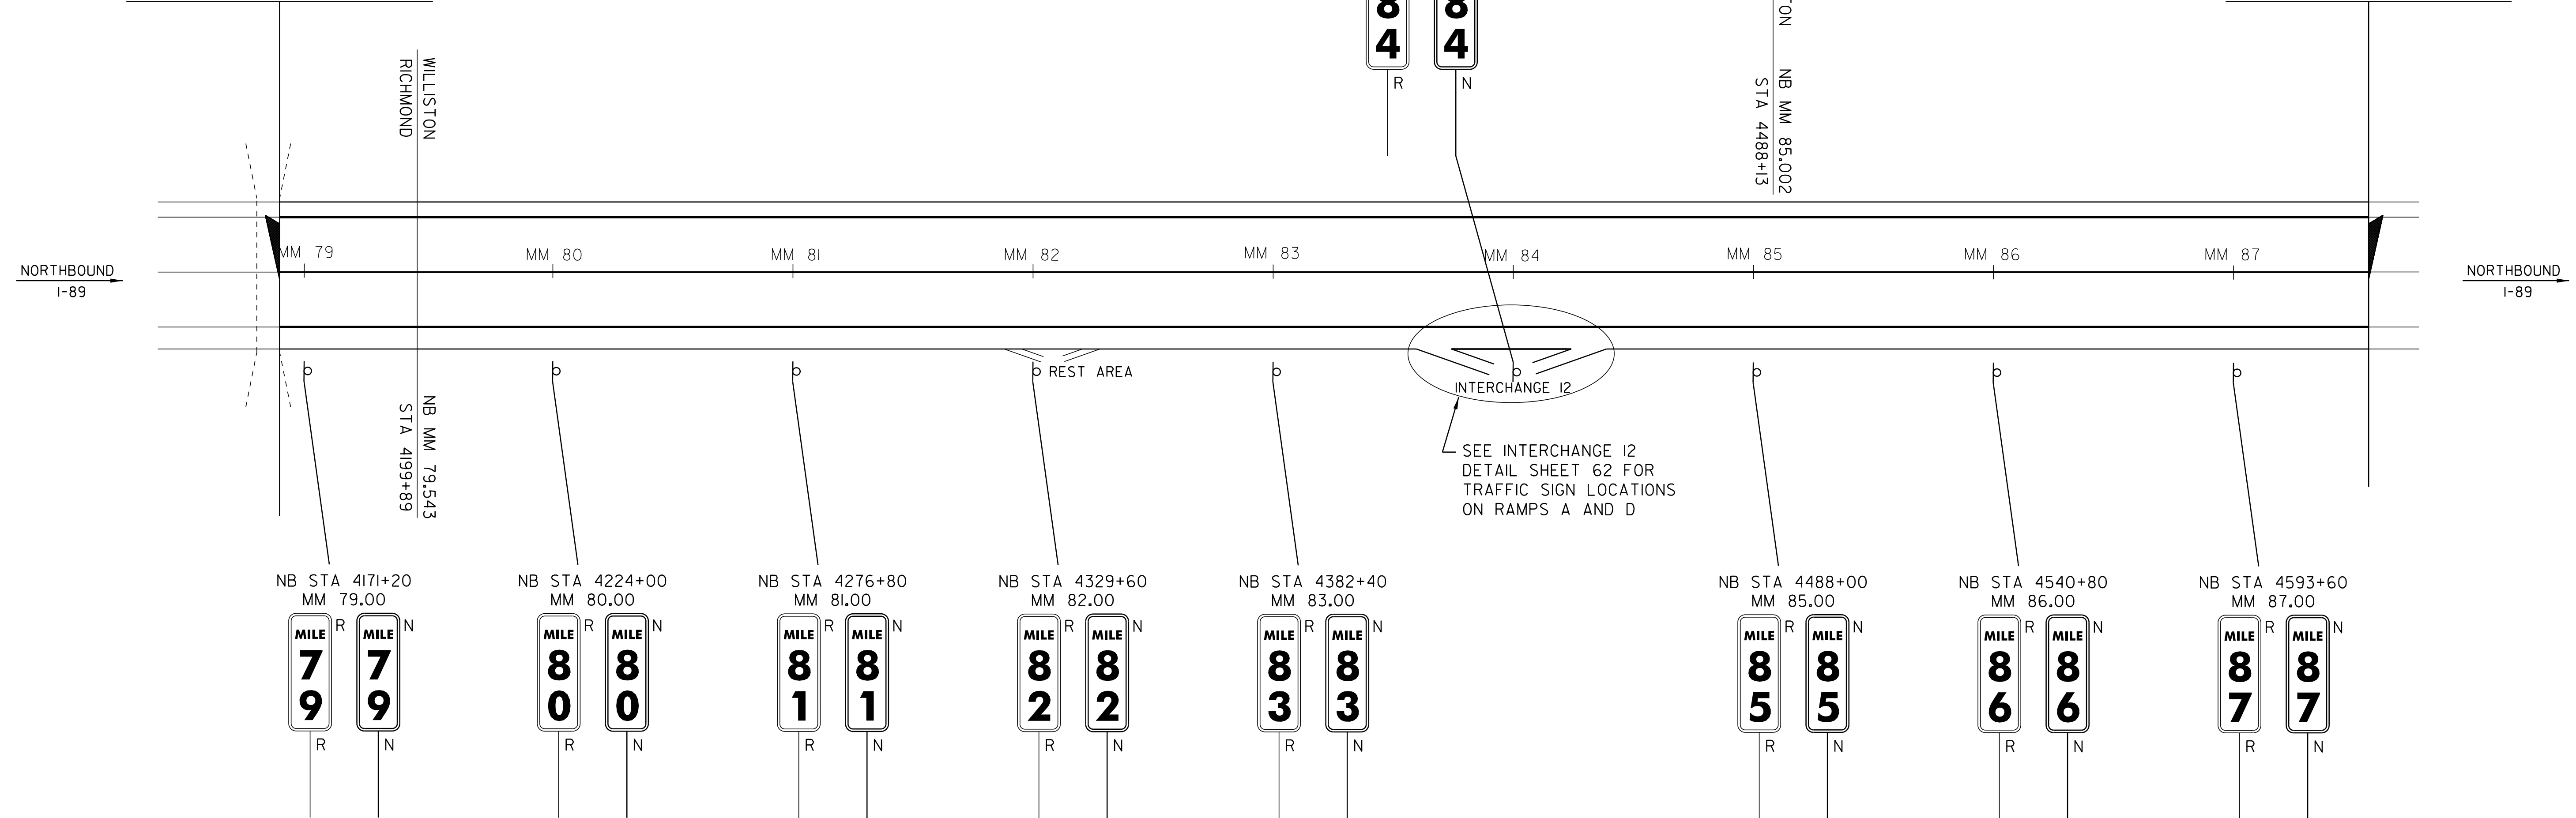 8 8
4 4
R N
WILLISTON
RICHMOND
NB MM 85.002
STA 4488+13
MM 79 MM 80 MM 81 MM 82 MM 83 MM 84 MM 85 MM 86 MM 87
NORTHBOUND
I-89
NORTHBOUND
I-89
REST AREA
INTERCHANGE 12
NB MM 79.543
STA 4199+89
SEE INTERCHANGE 12
DETAIL SHEET 62 FOR
TRAFFIC SIGN LOCATIONS
ON RAMPS A AND D
NB STA 4171+20
MM 79.00
MILE 79 R MILE 79 N
R N
NB STA 4224+00
MM 80.00
MILE 80 R MILE 80 N
R N
NB STA 4276+80
MM 81.00
MILE 81 R MILE 81 N
R N
NB STA 4329+60
MM 82.00
MILE 82 R MILE 82 N
R N
NB STA 4382+40
MM 83.00
MILE 83 R MILE 83 N
R N
NB STA 4488+00
MM 85.00
MILE 85 R MILE 85 N
R N
NB STA 4540+80
MM 86.00
MILE 86 R MILE 86 N
R N
NB STA 4593+60
MM 87.00
MILE 87 R MILE 87 N
R N